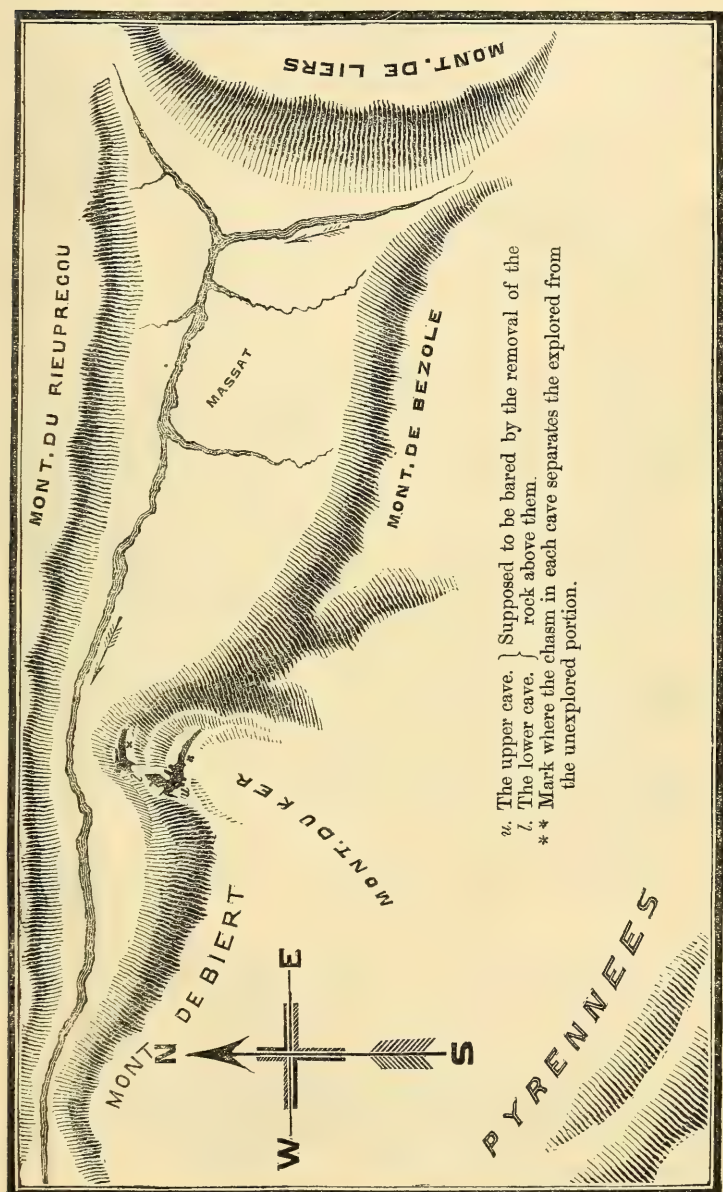 MONT. DU RIEUPREGOU
MONT. DE LIERS
MASSAT
MONT. DE BEZOLE
MONT DE BIERT
MONT. DU KER
u
l
*
*
N
W
E
S
PYRENNEES
u. The upper cave. } Supposed to be bared by the removal of the
l. The lower cave. } rock above them.
* * Mark where the chasm in each cave separates the explored from
the unexplored portion.